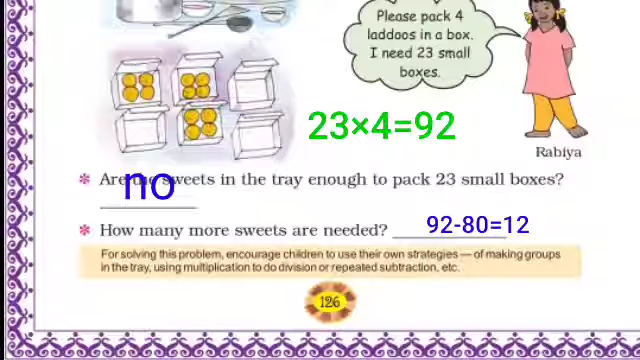 Please pack 4
laddoos in a box.
I need 23 small
boxes.
23×4=92
Rabiya
* Are the sweets in the tray enough to pack 23 small boxes?
no
* How many more sweets are needed?
92-80=12
For solving this problem, encourage children to use their own strategies — of making groups
in the tray, using multiplication to do division or repeated subtraction, etc.
126